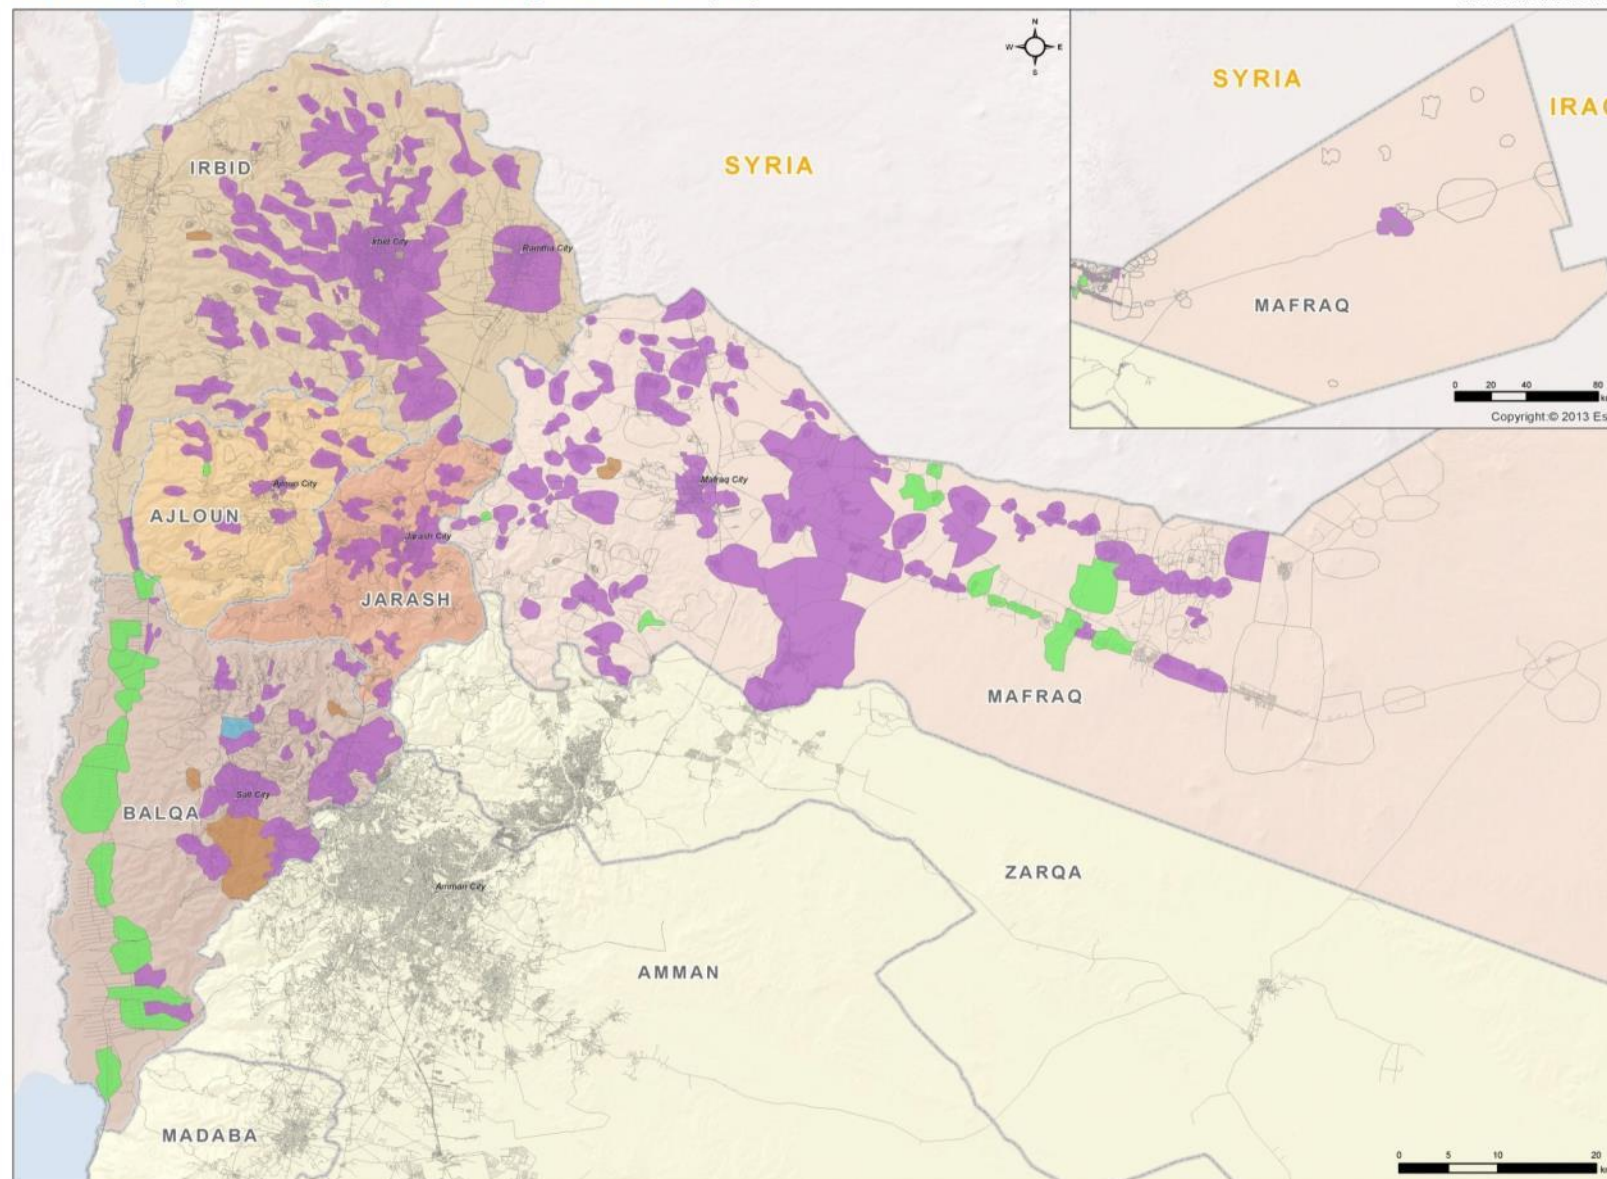 N
W E
S
SYRIA
IRAQ
MAFRAQ
0 20 40 80
Copyright:© 2013 Es
SYRIA
IRBID
Irbid City
Ramtha City
Mafraq City
Ajloun City
AJLOUN
Jarash City
JARASH
MAFRAQ
Salt City
BALQA
ZARQA
Amman City
AMMAN
MADABA
0 5 10 20